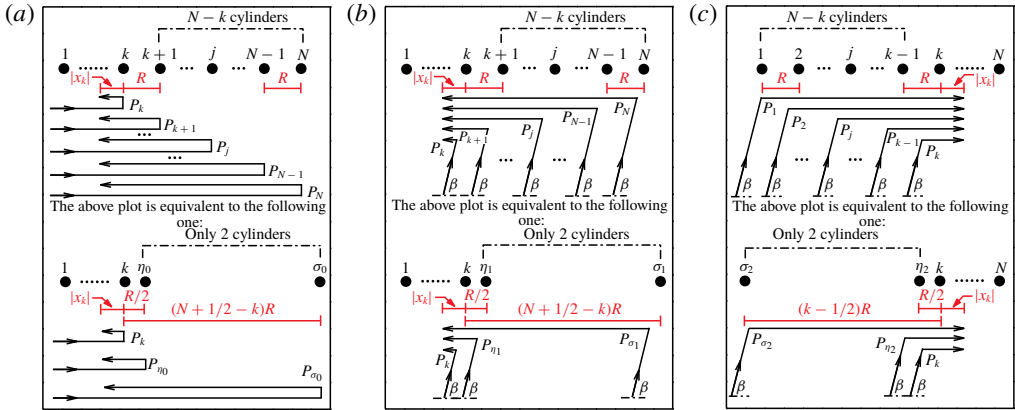 (a)
N − k cylinders
1 ...... k k + 1 ... j ... N − 1 N
|x_k| R R
P_k
P_{k+1}
...
P_j
...
P_{N−1}
P_N
The above plot is equivalent to the following
one:
Only 2 cylinders
1 ...... k η_0 σ_0
|x_k| R/2 (N + 1/2 − k)R
P_k
P_{η_0}
P_{σ_0}
(b)
N − k cylinders
1 ...... k k + 1 ... j ... N − 1 N
|x_k| R R
P_k P_{k+1} ... P_j ... P_{N−1} P_N
β β β β β
The above plot is equivalent to the following
one:
Only 2 cylinders
1 ...... k η_1 σ_1
|x_k| R/2 (N + 1/2 − k)R
P_k P_{η_1} P_{σ_1}
β β β
(c)
N − k cylinders
1 2 ... j ... k − 1 k ...... N
R R |x_k|
P_1 P_2 ... P_j ... P_{k−1} P_k
β β β β β
The above plot is equivalent to the following
one:
Only 2 cylinders
σ_2 η_2 k ...... N
(k − 1/2)R R/2 |x_k|
P_{σ_2} P_{η_2} P_k
β β β